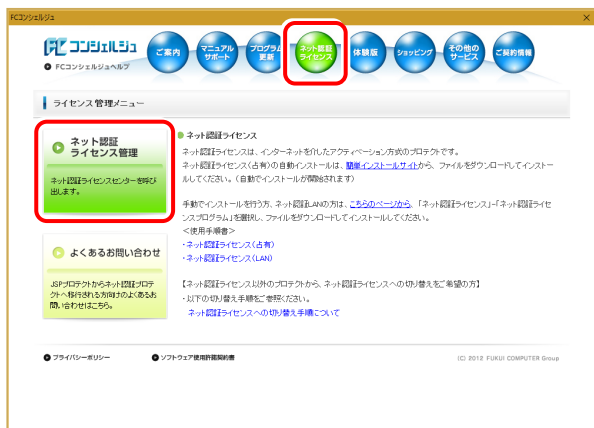 FCコンシェルジュ
FC コンシェルジュ
FCコンシェルジュヘルプ
ご案内
マニュアル
サポート
プログラム
更新
ネット認証
ライセンス
体験版
ショッピング
その他の
サービス
ご契約情報
ライセンス管理メニュー
ネット認証
ライセンス管理
ネット認証ライセンスセンターを呼び
出します。
よくあるお問い合わせ
JSPプロテクトからネット認証プロテ
クトへ移行される方向けのよくあるお
問い合わせはこちら。
ネット認証ライセンス
ネット認証ライセンスは、インターネットを介したアクティベーション方式のプロテクトです。
ネット認証ライセンス(占有)の自動インストールは、簡単インストールサイトから、ファイルをダウンロードしてインストー
ルしてください。(自動でインストールが開始されます)
手動でインストールを行う方、ネット認証LANの方は、こちらのページから、「ネット認証ライセンス」-「ネット認証ライセ
ンスプログラム」を選択し、ファイルをダウンロードしてインストールしてください。
<使用手順書>
・ネット認証ライセンス(占有)
・ネット認証ライセンス(LAN)
【ネット認証ライセンス以外のプロテクトから、ネット認証ライセンスへの切り替えをご希望の方】
・以下の切り替え手順をご参照ください。
ネット認証ライセンスへの切り替え手順について
プライバシーポリシー
ソフトウェア使用許諾契約書
(C) 2012 FUKUI COMPUTER Group